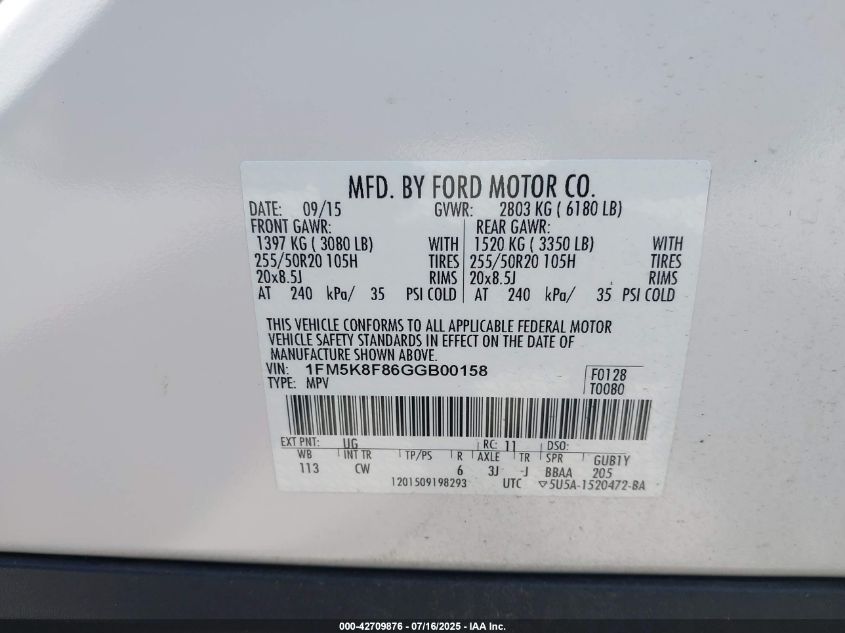 MFD. BY FORD MOTOR CO.
DATE: 09/15 GVWR: 2803 KG ( 6180 LB)
FRONT GAWR: REAR GAWR:
1397 KG ( 3080 LB) WITH 1520 KG ( 3350 LB) WITH
255/50R20 105H TIRES 255/50R20 105H TIRES
20x8.5J RIMS 20x8.5J RIMS
AT 240 kPa/ 35 PSI COLD AT 240 kPa/ 35 PSI COLD
THIS VEHICLE CONFORMS TO ALL APPLICABLE FEDERAL MOTOR
VEHICLE SAFETY STANDARDS IN EFFECT ON THE DATE OF
MANUFACTURE SHOWN ABOVE.
VIN: 1FM5K8F86GGB00158 F0128
TYPE: MPV T0080
EXT PNT: UG RC: 11 DSO:
WB INT TR TP/PS R AXLE TR SPR GUB1Y
113 CW 6 3J -J BBAA 205
1201509198293 UTC ▽5U5A-1520472-BA
000-42709876 - 07/16/2025 - IAA Inc.